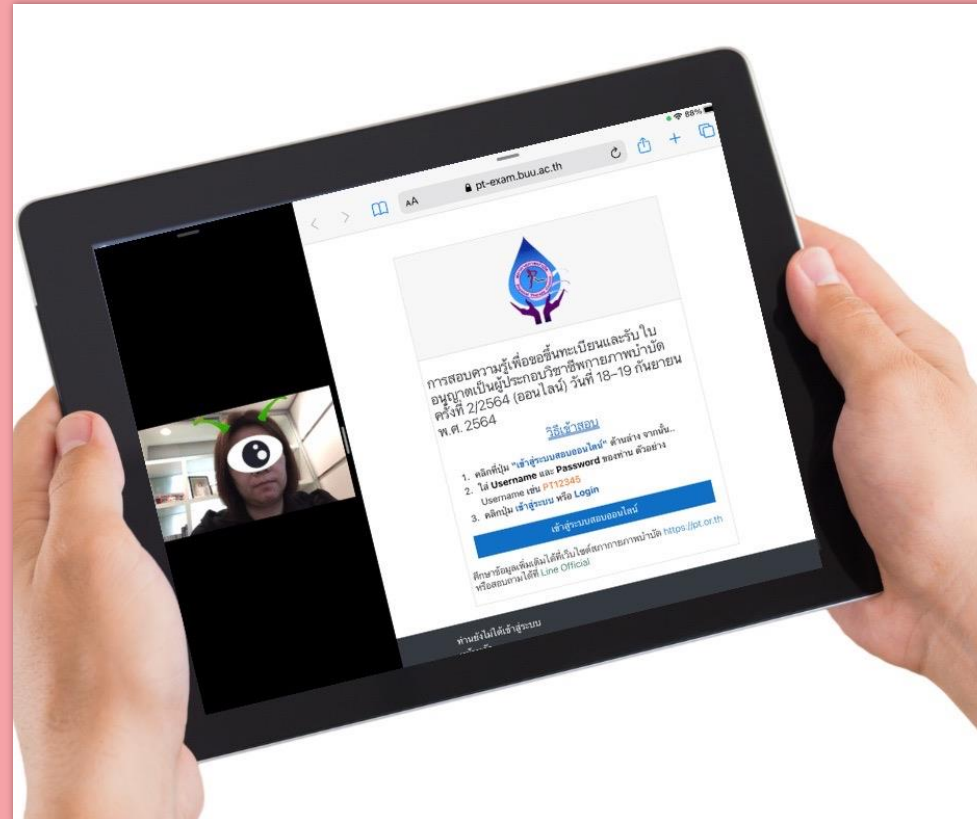 88%
AA pt-exam.buu.ac.th
การสอบความรู้เพื่อขอขึ้นทะเบียนและรับ ใบ
อนุญาตเป็นผู้ประกอบวิชาชีพกายภาพบำบัด
ครั้งที่ 2/2564 (ออนไลน์) วันที่ 18-19 กันยายน
พ.ศ. 2564
วิธีเข้าสอบ
1. คลิกที่ปุ่ม "เข้าสู่ระบบสอบออนไลน์" ด้านล่าง จากนั้น..
2. ใส่ Username และ Password ของท่าน ตัวอย่าง
Username เช่น PT12345
3. คลิกปุ่ม เข้าสู่ระบบ หรือ Login
เข้าสู่ระบบสอบออนไลน์
ศึกษาข้อมูลเพิ่มเติมได้ที่เว็บไซต์สภากายภาพบำบัด https://pt.or.th
หรือสอบถามได้ที่ Line Official
ท่านยังไม่ได้เข้าสู่ระบบ